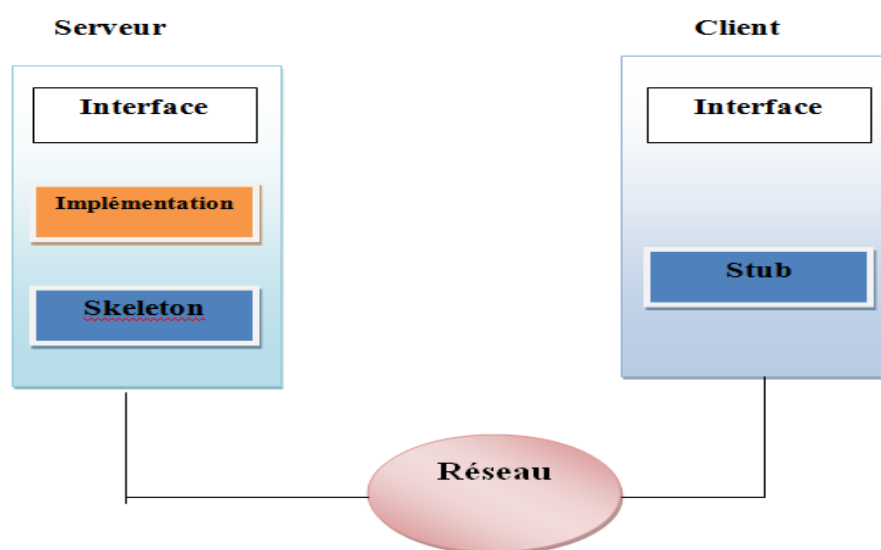 Serveur
Client
Interface
Interface
Implémentation
Stub
Skeleton
Réseau